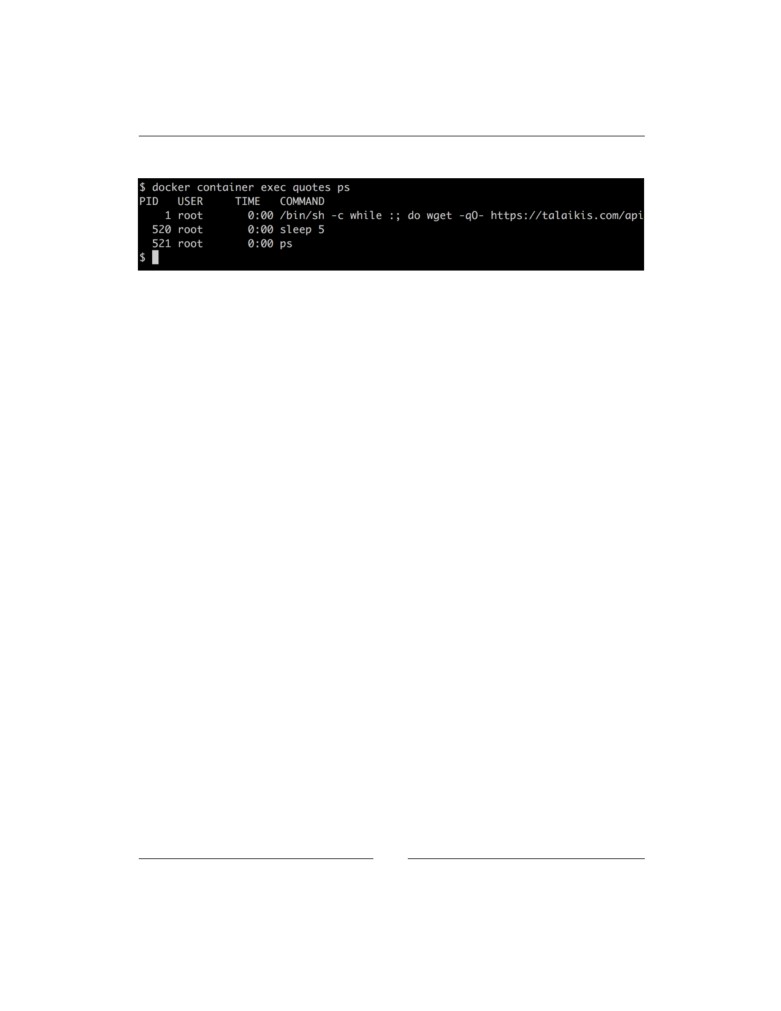 $ docker container exec quotes ps
PID   USER     TIME   COMMAND
    1 root       0:00 /bin/sh -c while :; do wget -qO- https://talaikis.com/api
  520 root       0:00 sleep 5
  521 root       0:00 ps
$